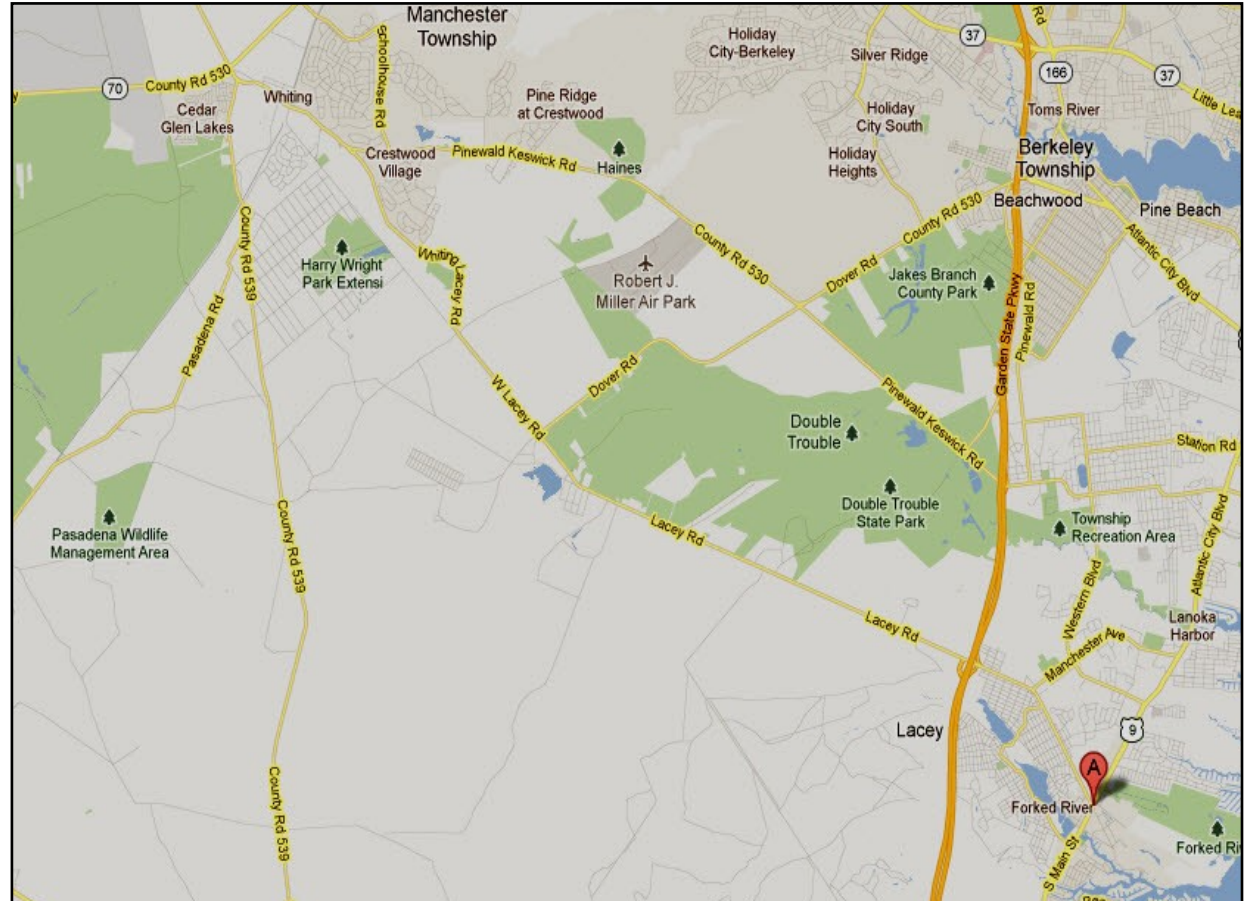 Manchester
Township
Schoolhouse Rd
Holiday
City-Berkeley
Silver Ridge
37
Rd
166
37
Toms River
70
County Rd 530
Cedar
Glen Lakes
Whiting
Pine Ridge
at Crestwood
Holiday
City South
Berkeley
Township
Crestwood
Village
Pinewald Keswick Rd
Haines
Holiday
Heights
Beachwood
Pine Beach
County Rd 530
County Rd 539
Harry Wright
Park Extensi
Whiting Lacey Rd
County Rd 530
Robert J.
Miller Air Park
Dover Rd
Jakes Branch
County Park
Atlantic City Blvd
Garden State Pkwy
Pinewald Rd
Pasadena Rd
W Lacey Rd
Dover Rd
Pinewald Keswick Rd
Double
Trouble
Station Rd
Double Trouble
State Park
County Rd 539
Pasadena Wildlife
Management Area
Lacey Rd
Township
Recreation Area
Atlantic City Blvd
Western Blvd
Lacey Rd
Lanoka
Harbor
Manchester Ave
Lacey
9
A
County Rd 539
Forked River
Forked Ri
S Main St